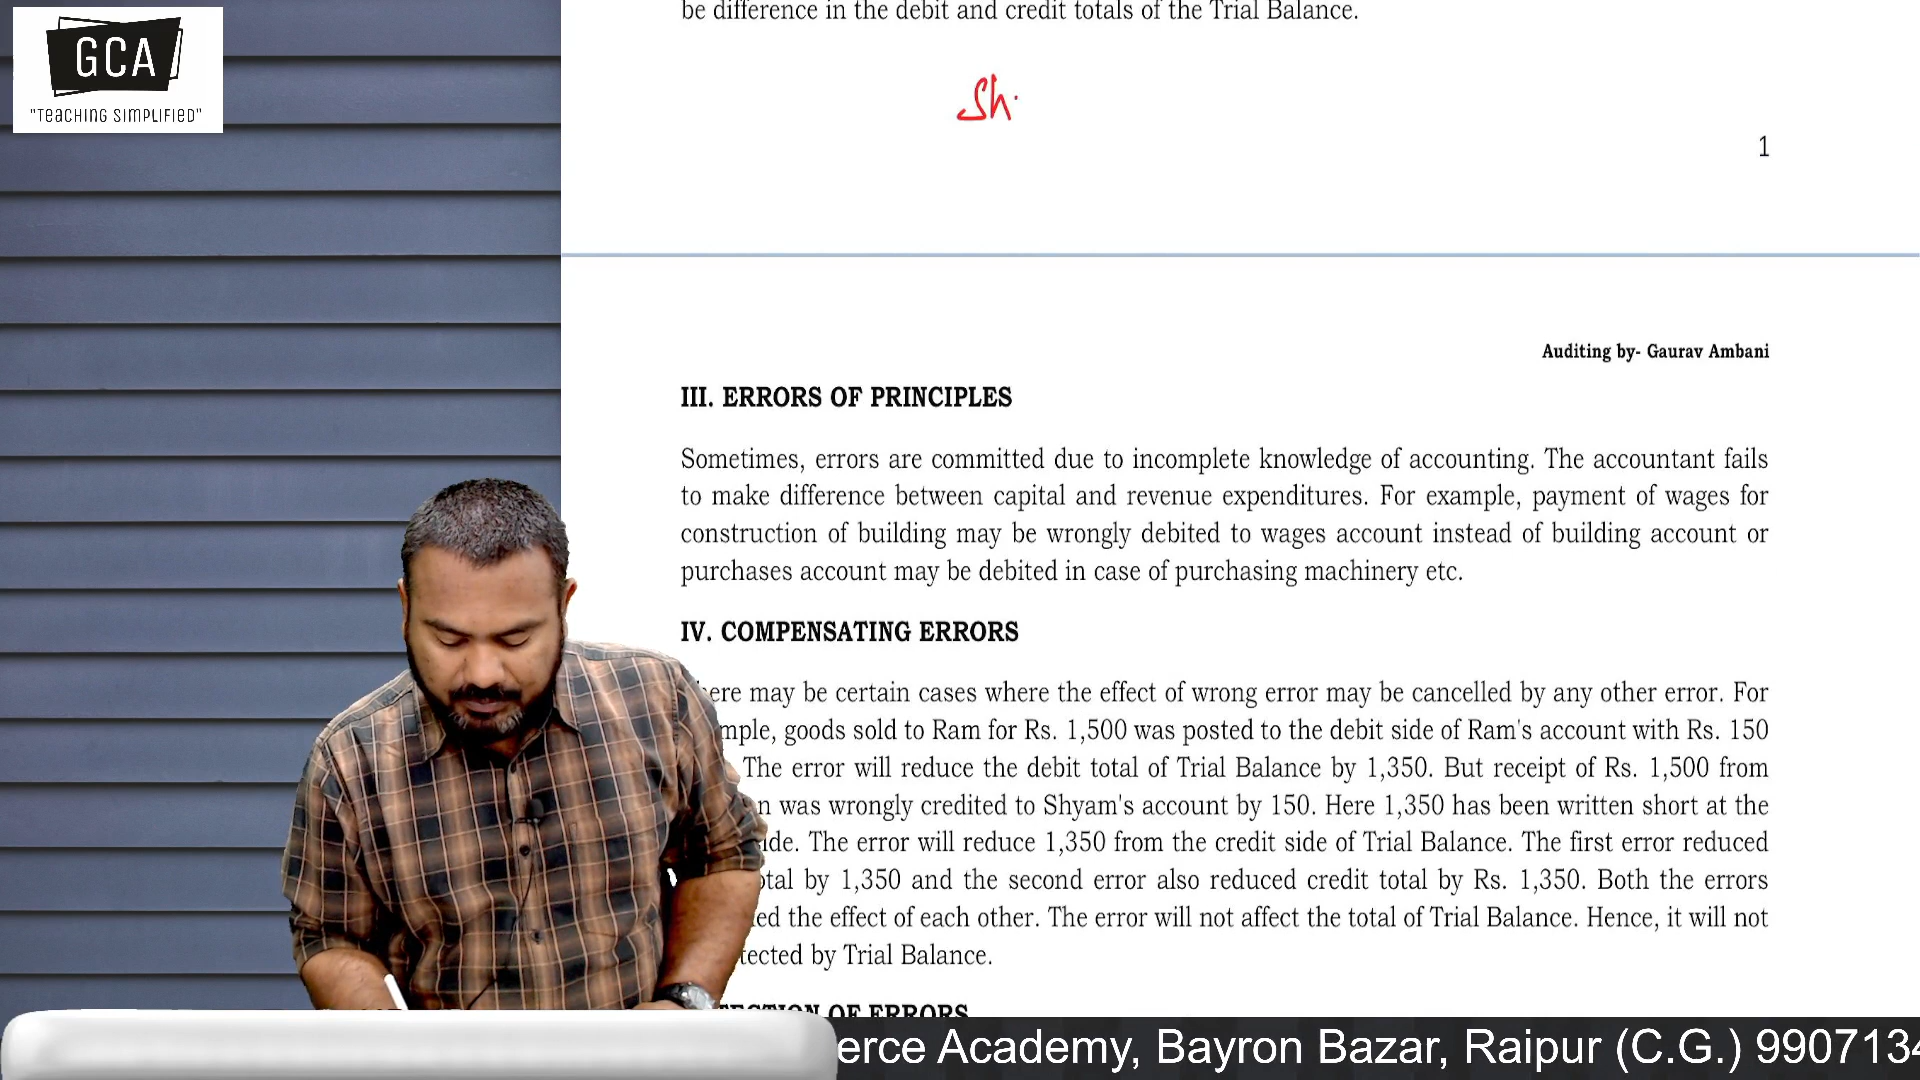 GCA
"TEACHING SIMPLIFIED"
be difference in the debit and credit totals of the Trial Balance.
Sh
1
Auditing by- Gaurav Ambani
III. ERRORS OF PRINCIPLES
Sometimes, errors are committed due to incomplete knowledge of accounting. The accountant fails
to make difference between capital and revenue expenditures. For example, payment of wages for
construction of building may be wrongly debited to wages account instead of building account or
purchases account may be debited in case of purchasing machinery etc.
IV. COMPENSATING ERRORS
ere may be certain cases where the effect of wrong error may be cancelled by any other error. For
mple, goods sold to Ram for Rs. 1,500 was posted to the debit side of Ram's account with Rs. 150
The error will reduce the debit total of Trial Balance by 1,350. But receipt of Rs. 1,500 from
n was wrongly credited to Shyam's account by 150. Here 1,350 has been written short at the
ide. The error will reduce 1,350 from the credit side of Trial Balance. The first error reduced
otal by 1,350 and the second error also reduced credit total by Rs. 1,350. Both the errors
ed the effect of each other. The error will not affect the total of Trial Balance. Hence, it will not
tected by Trial Balance.
TECTION OF ERRORS
erce Academy, Bayron Bazar, Raipur (C.G.) 990713